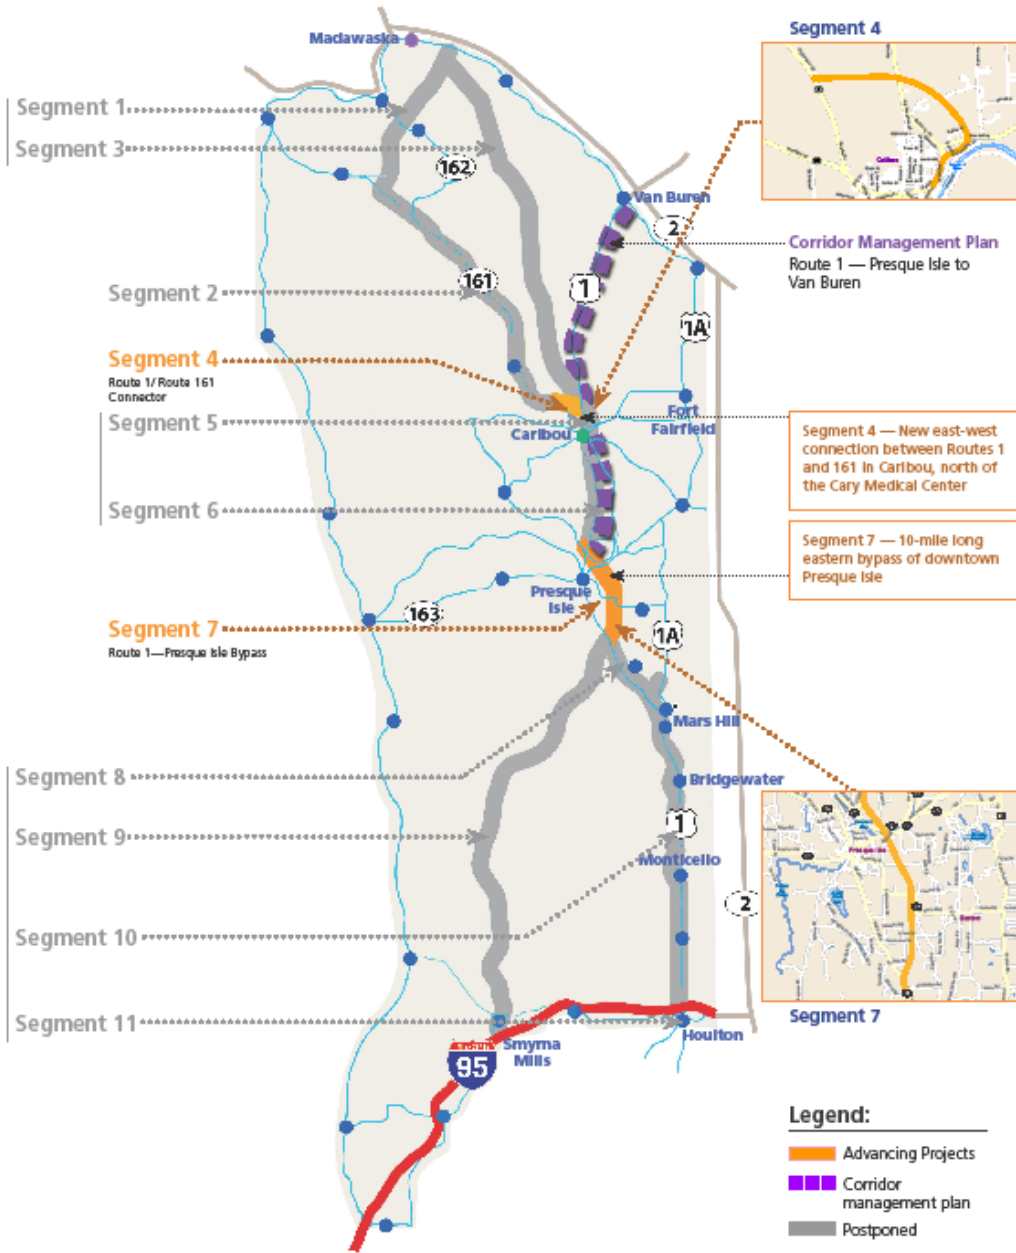 Segment 4
Madawaska
Segment 1
Segment 3
162
Van Buren
2
Corridor Management Plan
Route 1 — Presque Isle to
Van Buren
Segment 2
161
1
1A
Segment 4
Route 1/ Route 161
Connector
Fort
Fairfield
Segment 5
Caribou
Segment 4 — New east-west
connection between Routes 1
and 161 in Caribou, north of
the Cary Medical Center
Segment 6
Segment 7 — 10-mile long
eastern bypass of downtown
Presque Isle
Presque
Isle
163
Segment 7
Route 1—Presque Isle Bypass
1A
Mars Hill
Segment 8
Bridgewater
Segment 9
1
Monticello
2
Segment 10
Segment 11
Smyrna
Mills
Houlton
Segment 7
95
Legend:
Advancing Projects
Corridor
management plan
Postponed